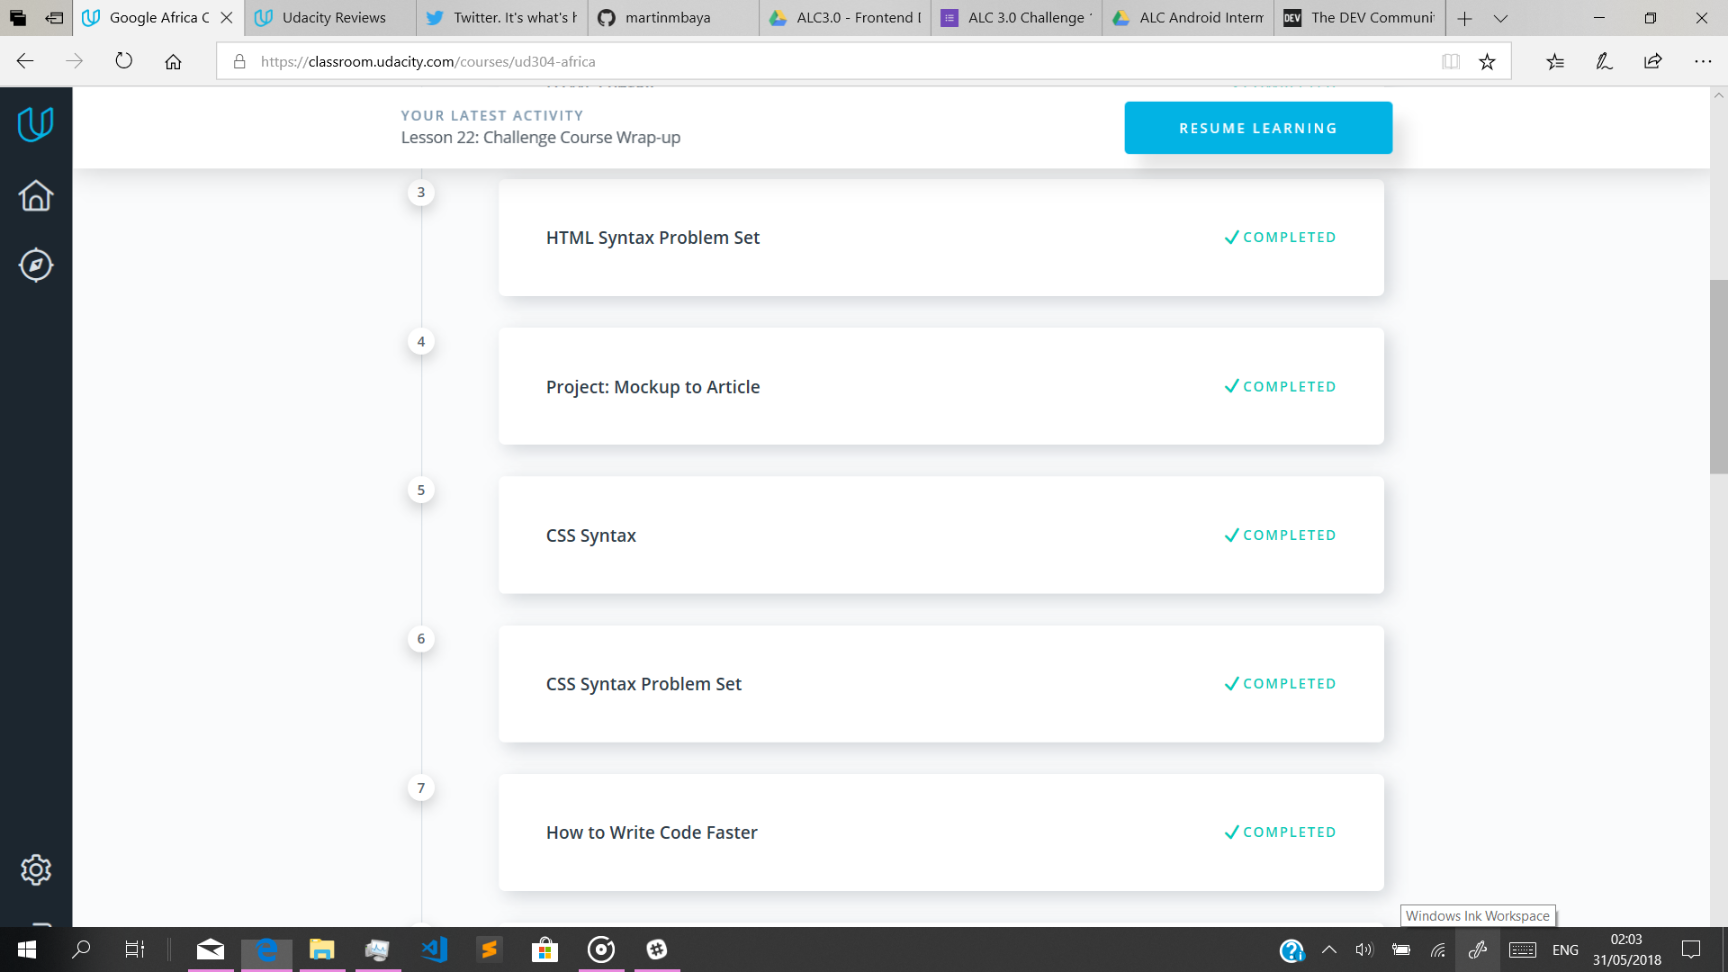 Google Africa C
Udacity Reviews
Twitter. It's what's h
martinmbaya
ALC3.0 - Frontend D
ALC 3.0 Challenge
ALC Android Interm
DEV
The DEV Communit
https://classroom.udacity.com/courses/ud304-africa
YOUR LATEST ACTIVITY
Lesson 22: Challenge Course Wrap-up
RESUME LEARNING
3
HTML Syntax Problem Set
COMPLETED
4
Project: Mockup to Article
COMPLETED
5
CSS Syntax
COMPLETED
6
CSS Syntax Problem Set
COMPLETED
7
How to Write Code Faster
COMPLETED
Windows Ink Workspace
ENG
02:03
31/05/2018